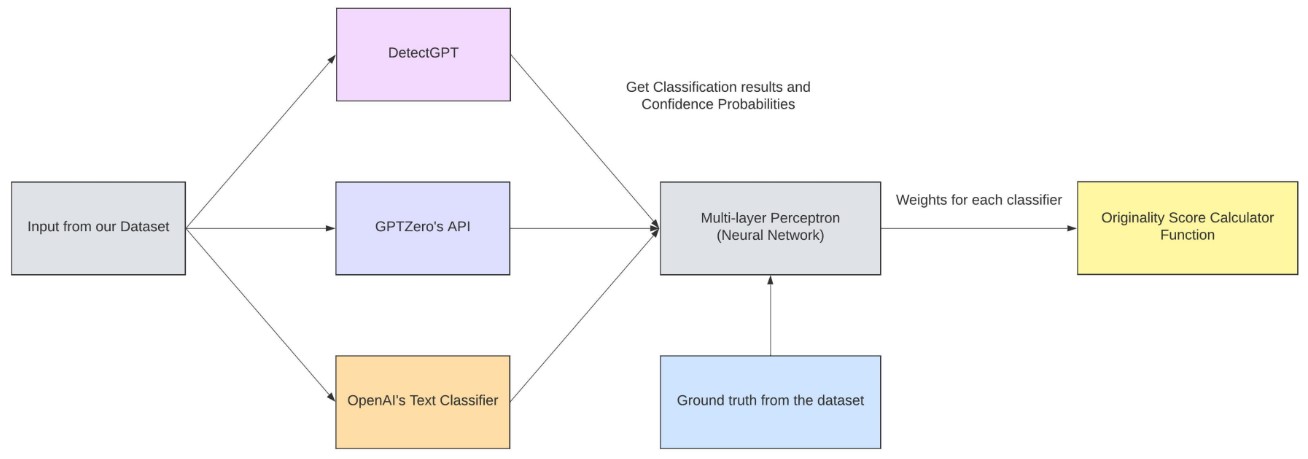 DetectGPT
Get Classification results and
Confidence Probabilities
Input from our Dataset
GPTZero's API
Multi-layer Perceptron
(Neural Network)
Weights for each classifier
Originality Score Calculator
Function
OpenAI's Text Classifier
Ground truth from the dataset